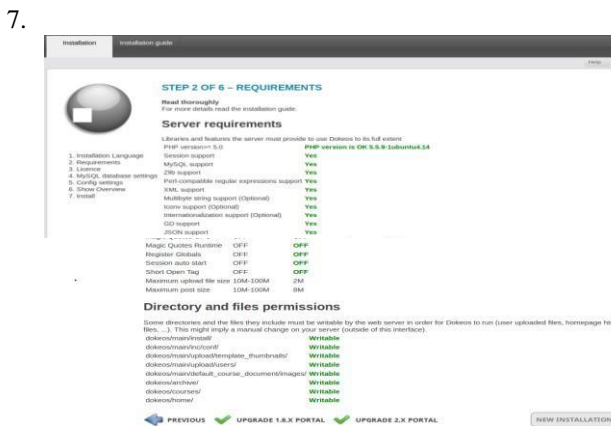 7.
Installation Installation guide
Help
STEP 2 OF 6 – REQUIREMENTS
Read thoroughly
For more details read the installation guide.
Server requirements
Libraries and features the server must provide to use Dokeos to its full extent
PHP version>= 5.0 PHP version is OK 5.5.9-1ubuntu4.14
Session support Yes
MySQL support Yes
Zlib support Yes
Perl-compatible regular expressions support Yes
XML support Yes
Multibyte string support (Optional) Yes
Iconv support (Optional) Yes
Internationalization support (Optional) Yes
GD support Yes
JSON support Yes
1. Installation Language
2. Requirements
3. Licence
4. MySQL database settings
5. Config settings
6. Show Overview
7. Install
Magic Quotes Runtime OFF OFF
Register Globals OFF OFF
Session auto start OFF OFF
Short Open Tag OFF OFF
Maximum upload file size 10M-100M 2M
Maximum post size 10M-100M 8M
Directory and files permissions
Some directories and the files they include must be writable by the web server in order for Dokeos to run (user uploaded files, homepage
files, ...). This might imply a manual change on your server (outside of this interface).
dokeos/main/install/ Writable
dokeos/main/inc/conf/ Writable
dokeos/main/upload/template_thumbnails/ Writable
dokeos/main/upload/users/ Writable
dokeos/main/default_course_document/images/ Writable
dokeos/archive/ Writable
dokeos/courses/ Writable
dokeos/home/ Writable
PREVIOUS UPGRADE 1.8.X PORTAL UPGRADE 2.X PORTAL NEW INSTALLATION